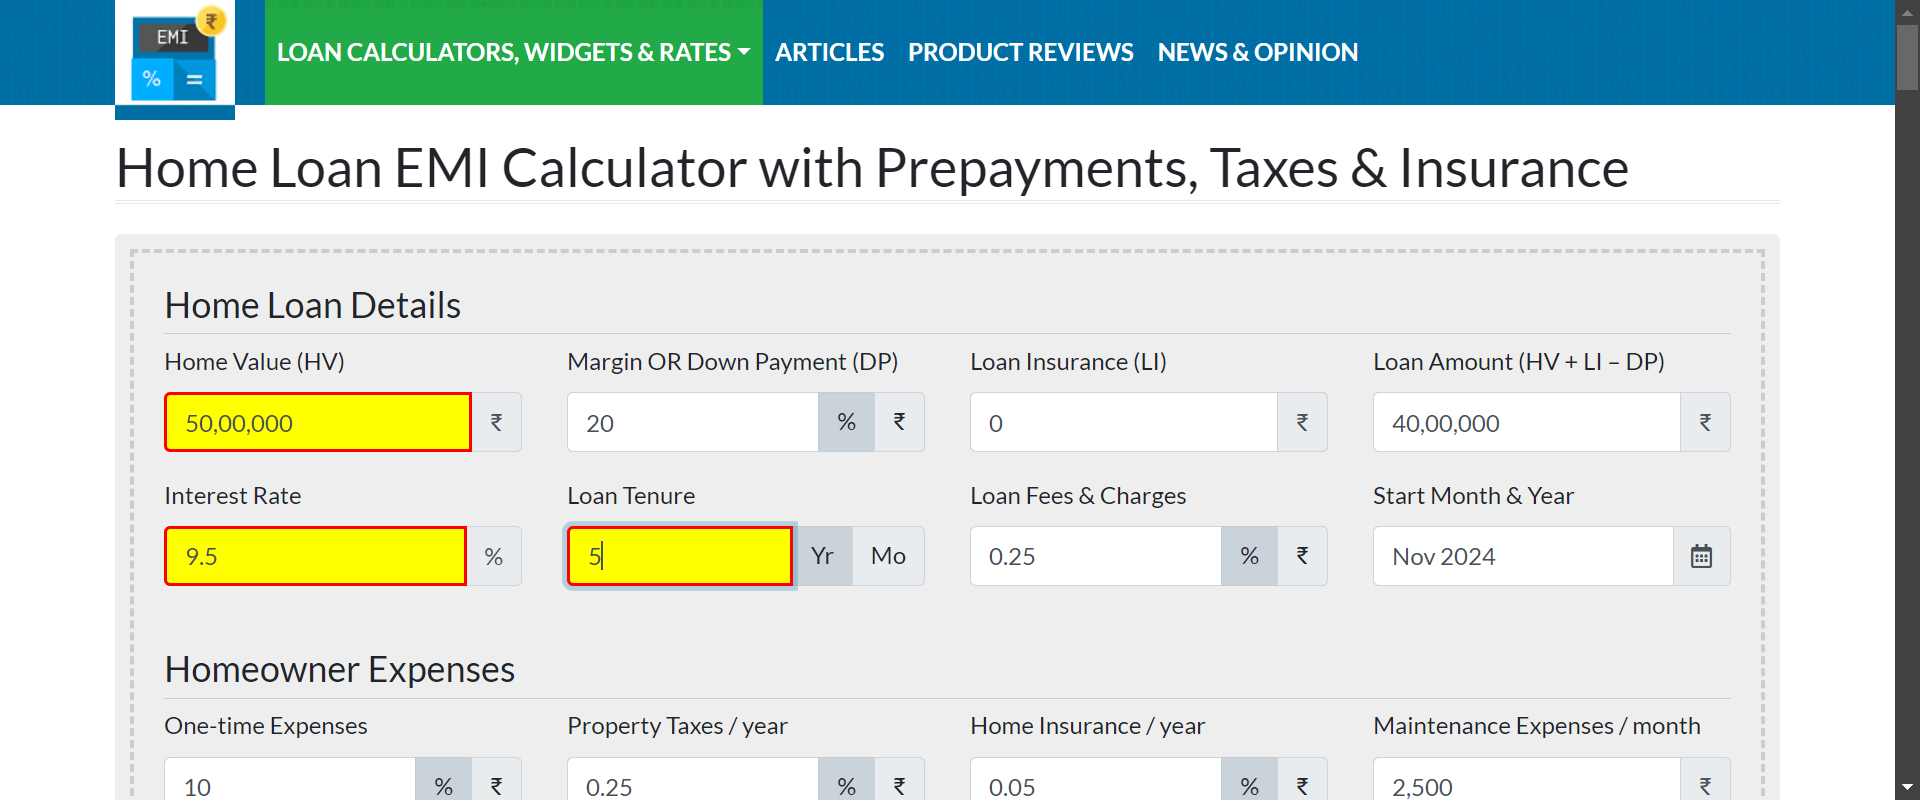 EMI ₹
% =
LOAN CALCULATORS, WIDGETS & RATES ARTICLES PRODUCT REVIEWS NEWS & OPINION
Home Loan EMI Calculator with Prepayments, Taxes & Insurance
Home Loan Details
Home Value (HV) Margin OR Down Payment (DP) Loan Insurance (LI) Loan Amount (HV + LI – DP)
50,00,000 ₹ 20 % ₹ 0 ₹ 40,00,000 ₹
Interest Rate Loan Tenure Loan Fees & Charges Start Month & Year
9.5 % 5 Yr Mo 0.25 % ₹ Nov 2024
Homeowner Expenses
One-time Expenses Property Taxes / year Home Insurance / year Maintenance Expenses / month
10 % ₹ 0.25 % ₹ 0.05 % ₹ 2,500 ₹